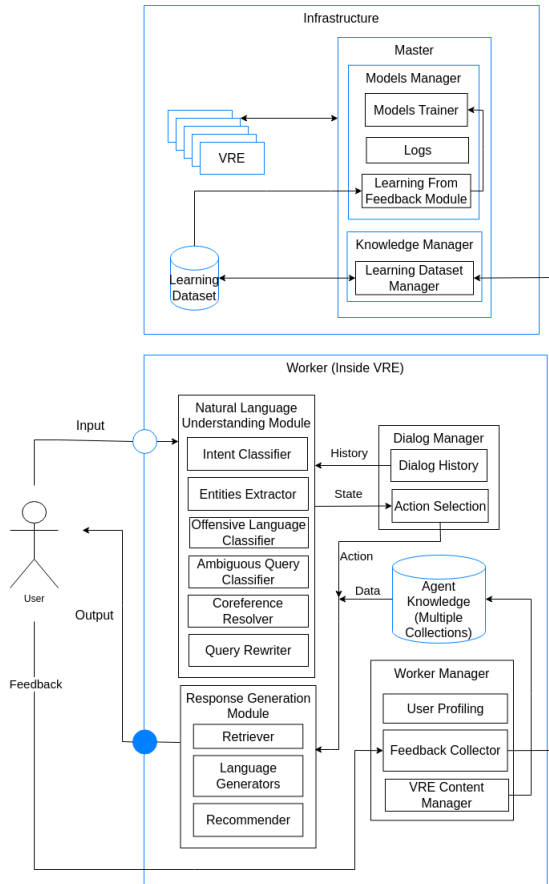 Infrastructure
Master
Models Manager
Models Trainer
Logs
VRE
Learning From
Feedback Module
Knowledge Manager
Learning Dataset
Manager
Learning
Dataset
Worker (Inside VRE)
Natural Language
Understanding Module
Intent Classifier
Entities Extractor
Offensive Language
Classifier
Ambiguous Query
Classifier
Coreference
Resolver
Query Rewriter
Input
History
State
Dialog Manager
Dialog History
Action Selection
Action
Data
Agent
Knowledge
(Multiple
Collections)
User
Output
Feedback
Response Generation
Module
Retriever
Language
Generators
Recommender
Worker Manager
User Profiling
Feedback Collector
VRE Content
Manager